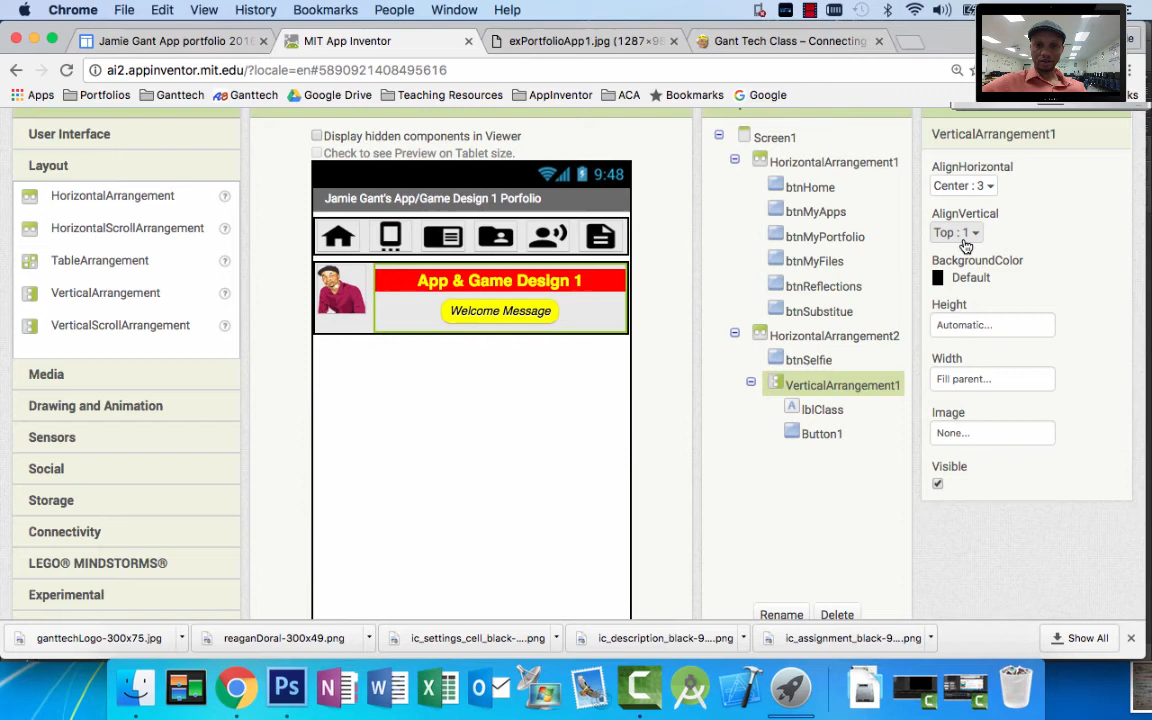 Chrome File Edit View History Bookmarks People Window Help
Jamie Gant App portfolio 2016
MIT App Inventor
exPortfolioApp1.jpg (1287×98
Gant Tech Class – Connecting
ai2.appinventor.mit.edu/?locale=en#5890921408495616
Apps Portfolios Ganttech Ganttech Google Drive Teaching Resources AppInventor ACA Bookmarks Google
User Interface
Layout
HorizontalArrangement
HorizontalScrollArrangement
TableArrangement
VerticalArrangement
VerticalScrollArrangement
Media
Drawing and Animation
Sensors
Social
Storage
Connectivity
LEGO® MINDSTORMS®
Experimental
Display hidden components in Viewer
Check to see Preview on Tablet size.
9:48
Jamie Gant's App/Game Design 1 Porfolio
App & Game Design 1
Welcome Message
Screen1
HorizontalArrangement1
btnHome
btnMyApps
btnMyPortfolio
btnMyFiles
btnReflections
btnSubstitue
HorizontalArrangement2
btnSelfie
VerticalArrangement1
lblClass
Button1
Rename Delete
VerticalArrangement1
AlignHorizontal
Center : 3
AlignVertical
Top : 1
BackgroundColor
Default
Height
Automatic...
Width
Fill parent...
Image
None...
Visible
ganttechLogo-300x75.jpg
reaganDoral-300x49.png
ic_settings_cell_black-....png
ic_description_black-9....png
ic_assignment_black-9....png
Show All